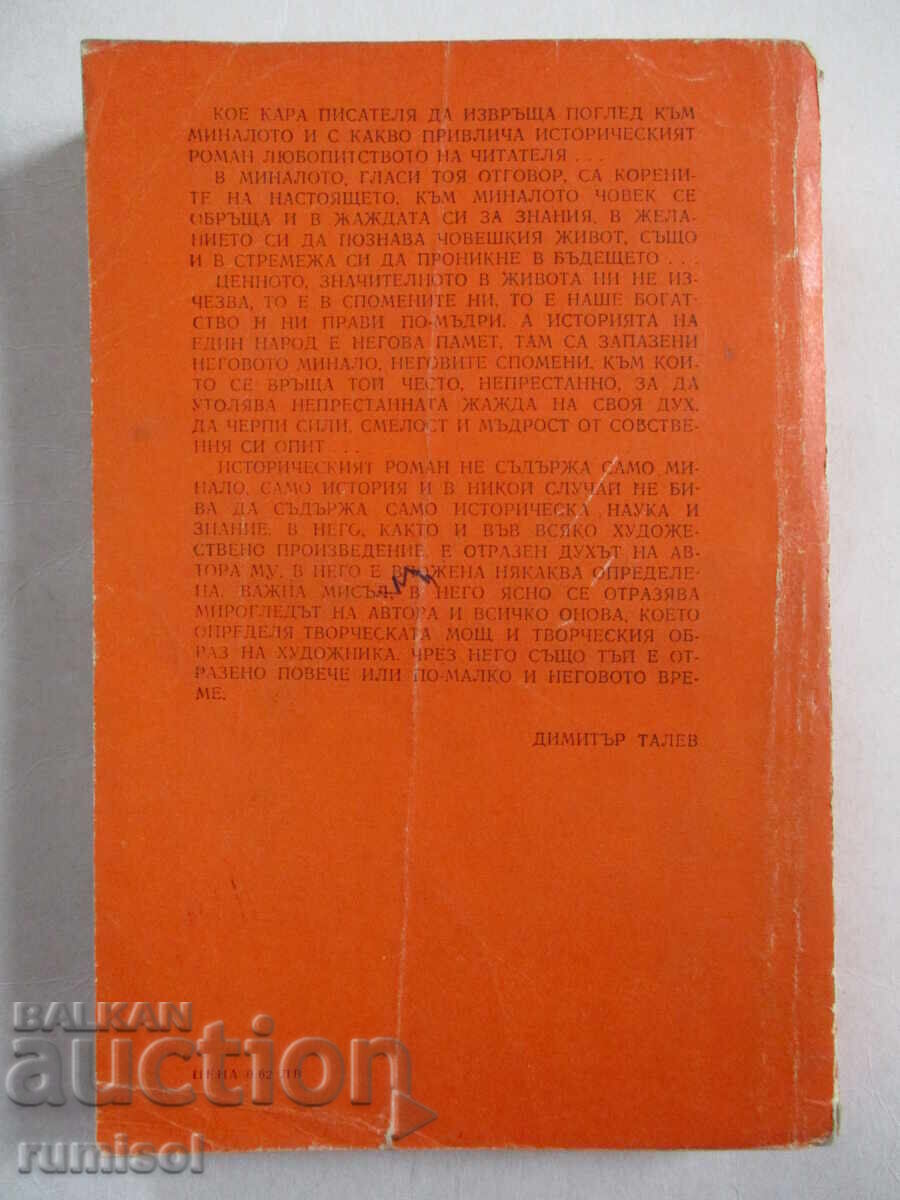 КОЕ КАРА ПИСАТЕЛЯ ДА ИЗВРЪЩА ПОГЛЕД КЪМ
МИНАЛОТО И С КАКВО ПРИВЛИЧА ИСТОРИЧЕСКИЯТ
РОМАН ЛЮБОПИТСТВОТО НА ЧИТАТЕЛЯ . . .
В МИНАЛОТО, ГЛАСИ ТОЯ ОТГОВОР, СА КОРЕНИ-
ТЕ НА НАСТОЯЩЕТО, КЪМ МИНАЛОТО ЧОВЕК СЕ
ОБРЪЩА И В ЖАЖДАТА СИ ЗА ЗНАНИЯ, В ЖЕЛА-
НИЕТО СИ ДА ПОЗНАВА ЧОВЕШКИЯ ЖИВОТ, СЪЩО
И В СТРЕМЕЖА СИ ДА ПРОНИКНЕ В БЪДЕЩЕТО . . .
ЦЕННОТО, ЗНАЧИТЕЛНОТО В ЖИВОТА НИ НЕ ИЗ-
ЧЕЗВА, ТО Е В СПОМЕНИТЕ НИ, ТО Е НАШЕ БОГАТ-
СТВО И НИ ПРАВИ ПО-МЪДРИ. А ИСТОРИЯТА НА
ЕДИН НАРОД Е НЕГОВА ПАМЕТ, ТАМ СА ЗАПАЗЕНИ
НЕГОВОТО МИНАЛО, НЕГОВИТЕ СПОМЕНИ, КЪМ КОИ-
ТО СЕ ВРЪЩА ТОЙ ЧЕСТО, НЕПРЕСТАННО, ЗА ДА
УТОЛЯВА НЕПРЕСТАННАТА ЖАЖДА НА СВОЯ ДУХ,
ДА ЧЕРПИ СИЛИ, СМЕЛОСТ И МЪДРОСТ ОТ СОБСТВЕ-
НИЯ СИ ОПИТ . . .
ИСТОРИЧЕСКИЯТ РОМАН НЕ СЪДЪРЖА САМО МИ-
НАЛО, САМО ИСТОРИЯ И В НИКОЙ СЛУЧАЙ НЕ БИ-
ВА ДА СЪДЪРЖА САМО ИСТОРИЧЕСКА НАУКА И
ЗНАНИЕ. В НЕГО, КАКТО И ВЪВ ВСЯКО ХУДОЖЕ-
СТВЕНО ПРОИЗВЕДЕНИЕ, Е ОТРАЗЕН ДУХЪТ НА АВ-
ТОРА МУ, В НЕГО Е ВЛОЖЕНА НЯКАКВА ОПРЕДЕЛЕ-
НА, ВАЖНА МИСЪЛ, В НЕГО ЯСНО СЕ ОТРАЗЯВА
МИРОГЛЕДЪТ НА АВТОРА И ВСИЧКО ОНОВА, КОЕТО
ОПРЕДЕЛЯ ТВОРЧЕСКАТА МОЩ И ТВОРЧЕСКИЯ ОБ-
РАЗ НА ХУДОЖНИКА. ЧРЕЗ НЕГО СЪЩО ТЪЙ Е ОТ-
РАЗЕНО ПОВЕЧЕ ИЛИ ПО-МАЛКО И НЕГОВОТО ВРЕ-
МЕ.
ДИМИТЪР ТАЛЕВ
ЦЕНА 0·62 ЛВ
BALKAN
auction
rumisol